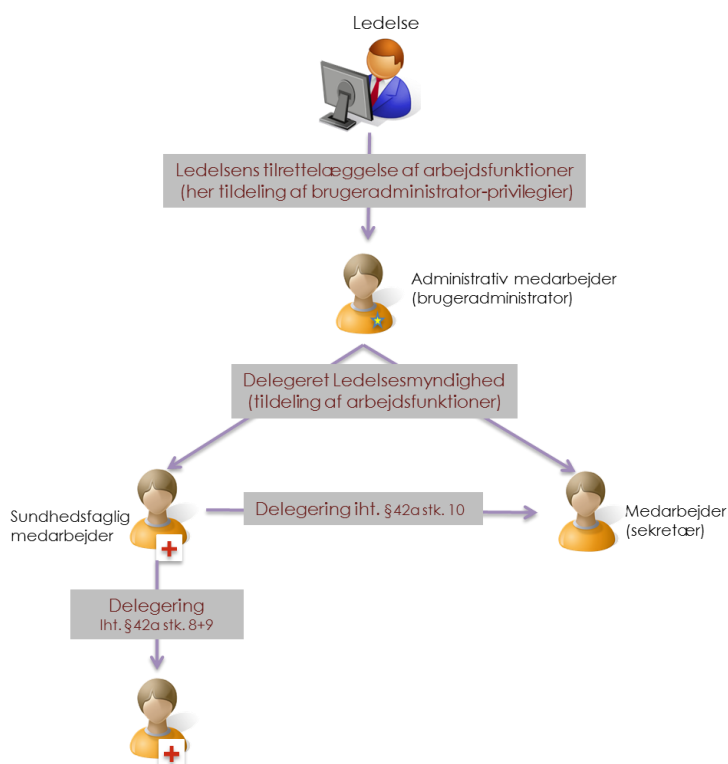 Ledelse
Ledelsens tilrettelæggelse af arbejdsfunktioner
(her tildeling af brugeradministrator-privilegier)
Administrativ medarbejder
(brugeradministrator)
Delegeret Ledelsesmyndighed
(tildeling af arbejdsfunktioner)
Sundhedsfaglig
medarbejder
Delegering iht. §42a stk. 10
Medarbejder
(sekretær)
Delegering
Iht. §42a stk. 8+9